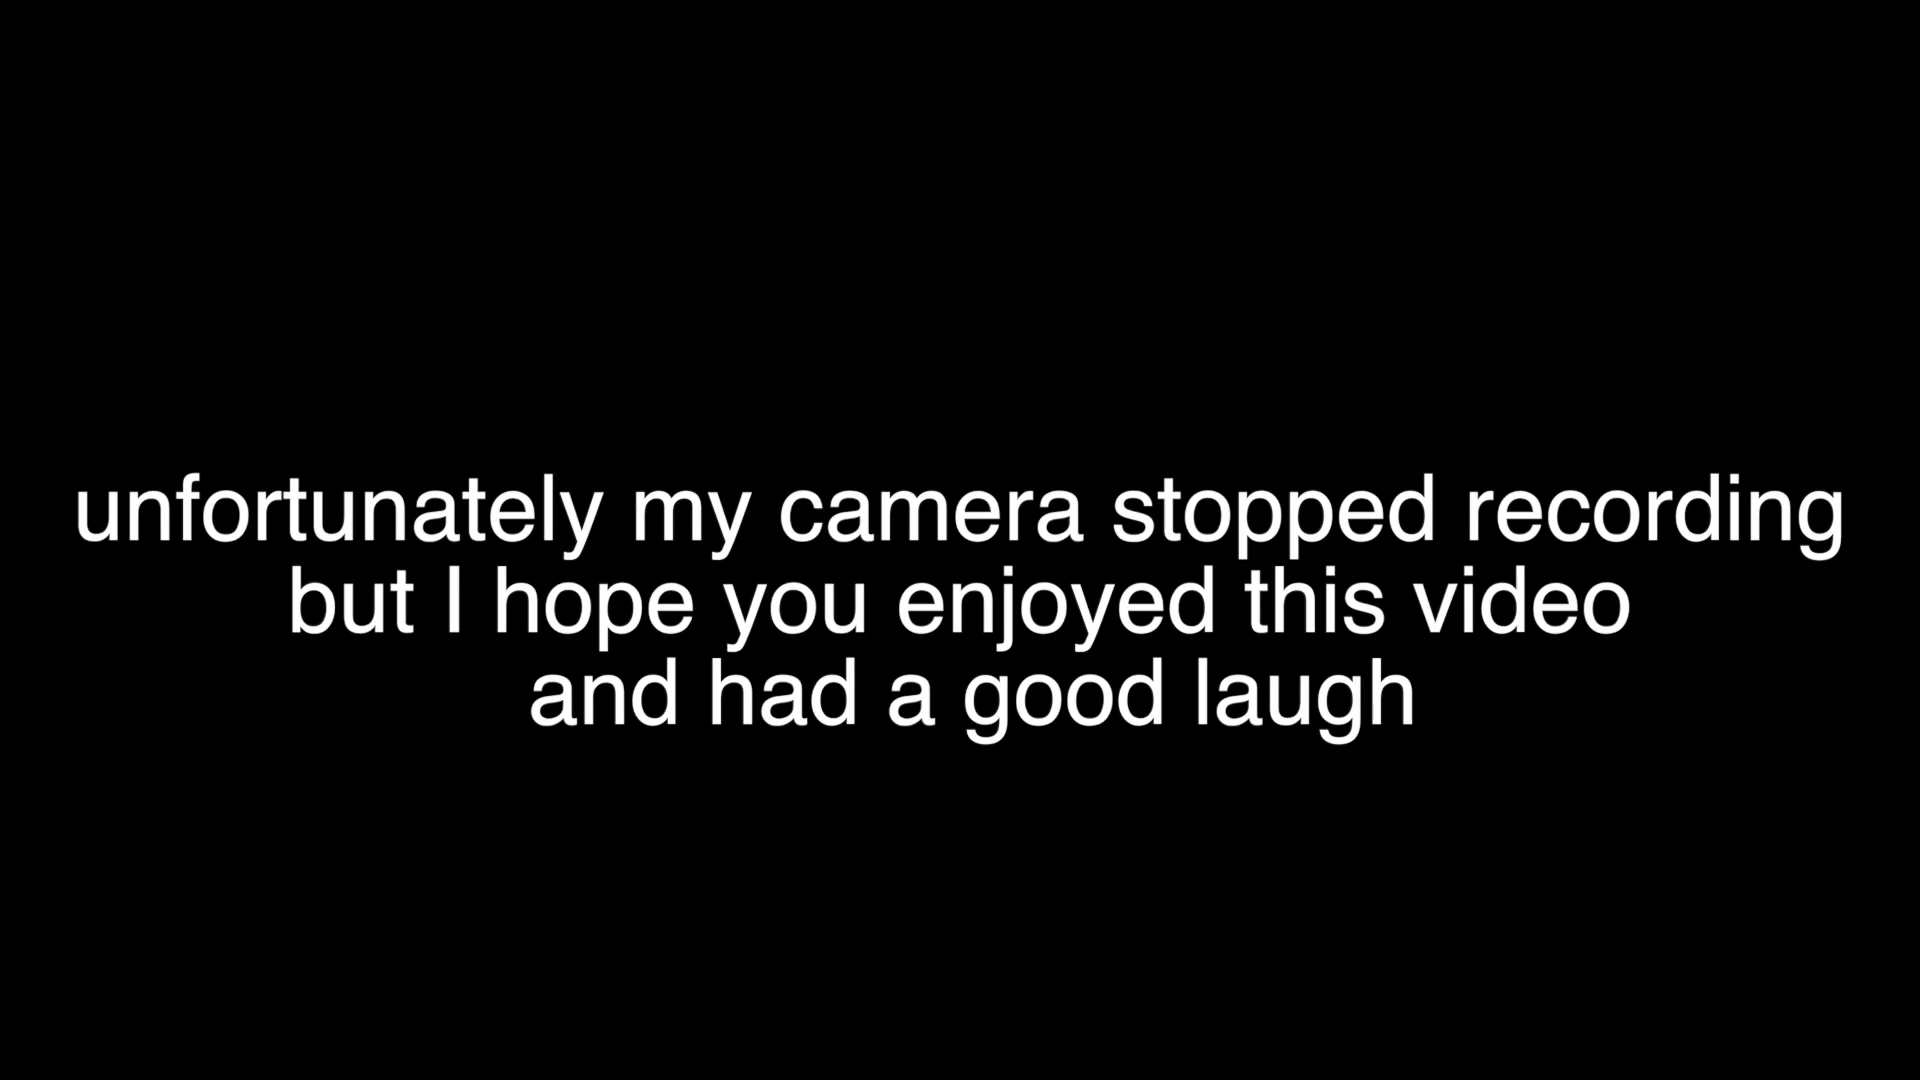 unfortunately my camera stopped recording
but I hope you enjoyed this video
and had a good laugh